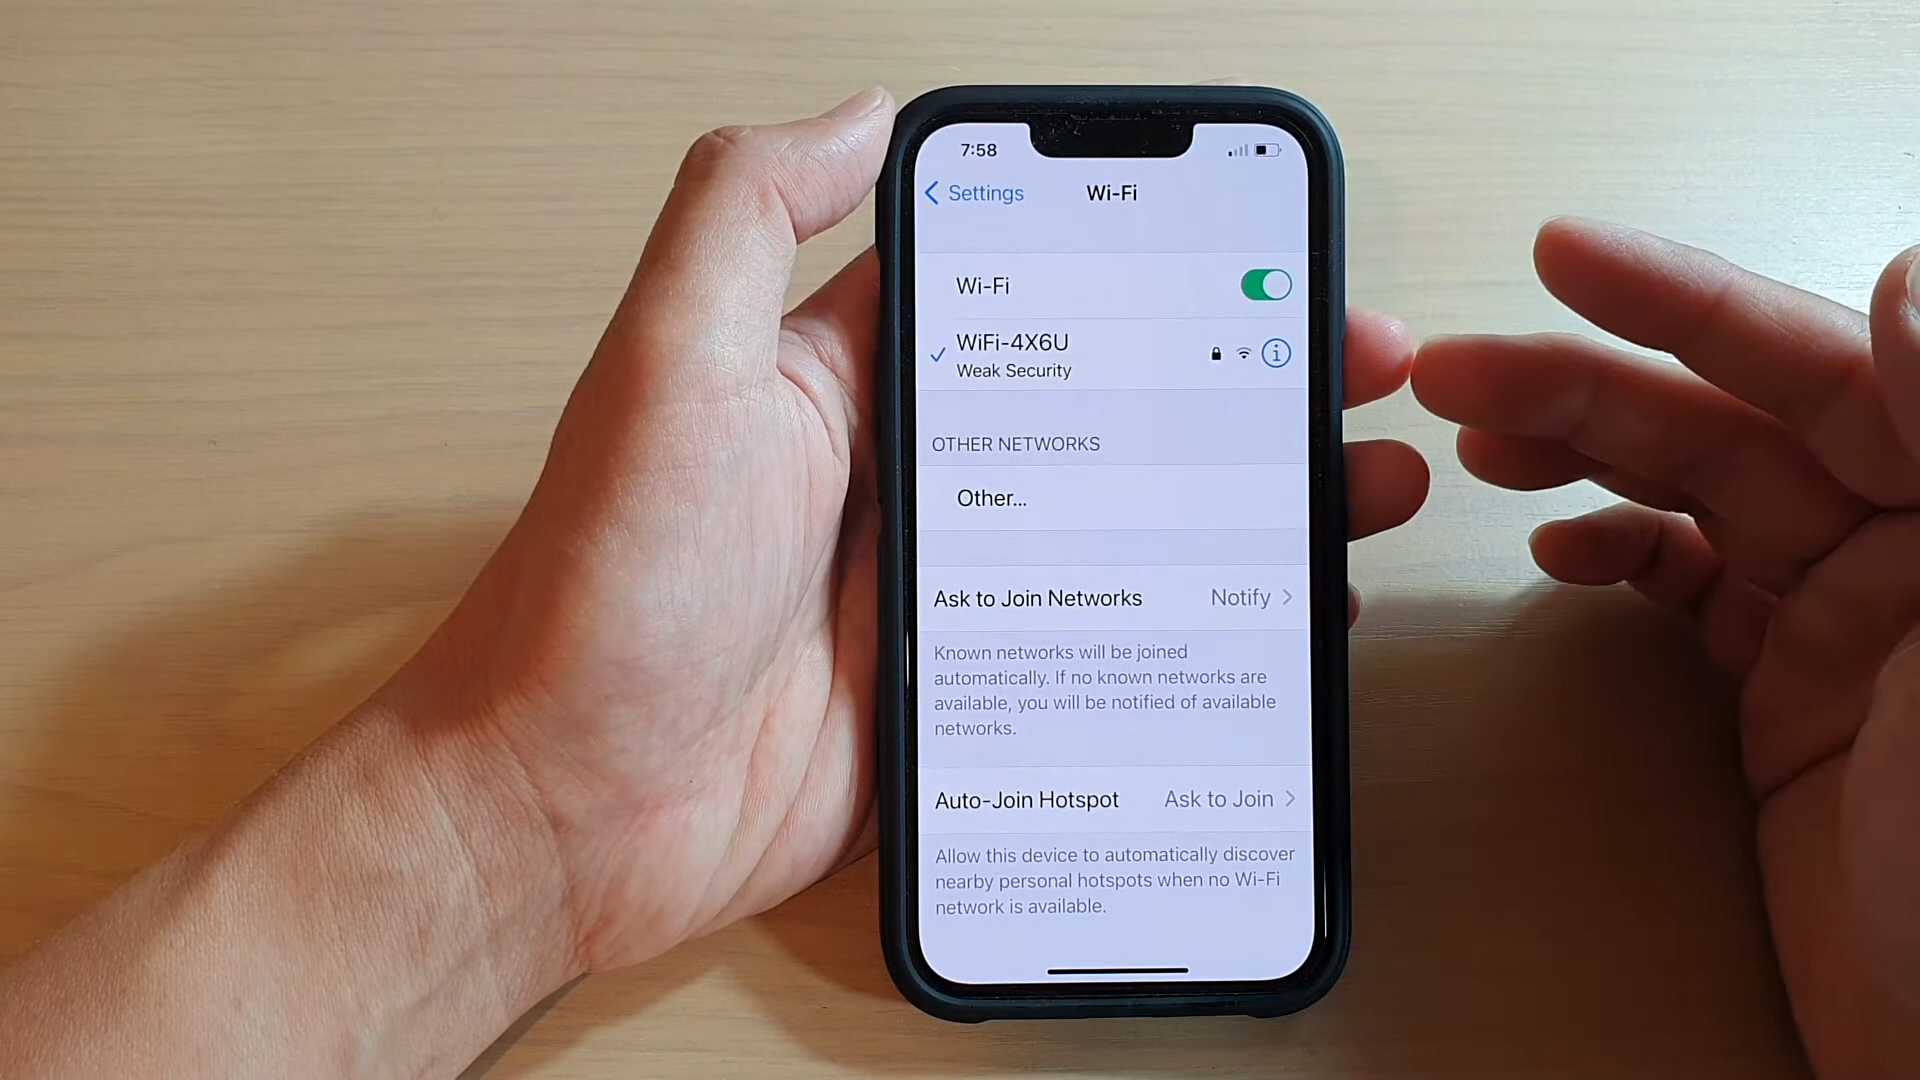 7:58
Settings
Wi-Fi
Wi-Fi
WiFi-4X6U
Weak Security
OTHER NETWORKS
Other...
Ask to Join Networks Notify
Known networks will be joined
automatically. If no known networks are
available, you will be notified of available
networks.
Auto-Join Hotspot Ask to Join
Allow this device to automatically discover
nearby personal hotspots when no Wi-Fi
network is available.